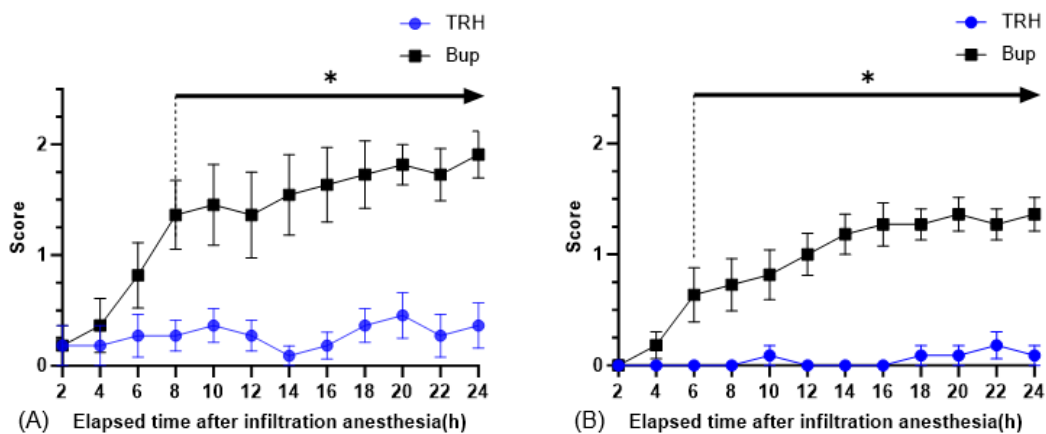 TRH
Bup
*
2
1
0
Score
2 4 6 8 10 12 14 16 18 20 22 24
(A) Elapsed time after infiltration anesthesia(h)
TRH
Bup
*
2
1
0
Score
2 4 6 8 10 12 14 16 18 20 22 24
(B) Elapsed time after infiltration anesthesia(h)